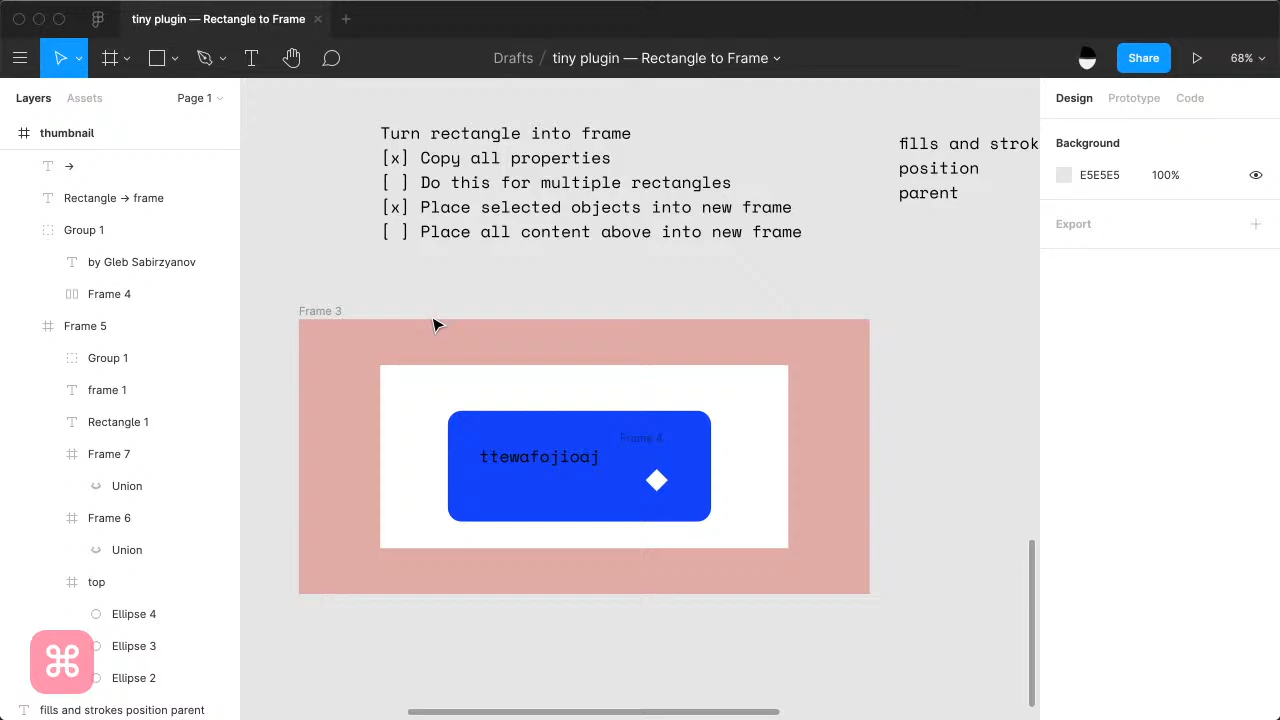 tiny plugin — Rectangle to Frame
Drafts / tiny plugin — Rectangle to Frame
Share
68%
Layers
Assets
Page 1
Design
Prototype
Code
thumbnail
→
Rectangle → frame
Group 1
by Gleb Sabirzyanov
Frame 4
Frame 5
Group 1
frame 1
Rectangle 1
Frame 7
Union
Frame 6
Union
top
Ellipse 4
Ellipse 3
Ellipse 2
fills and strokes position parent
⌘
Turn rectangle into frame
[x] Copy all properties
[ ] Do this for multiple rectangles
[x] Place selected objects into new frame
[ ] Place all content above into new frame
fills and strok
position
parent
Frame 3
Frame 4
ttewafojioaj
Background
E5E5E5 100%
Export